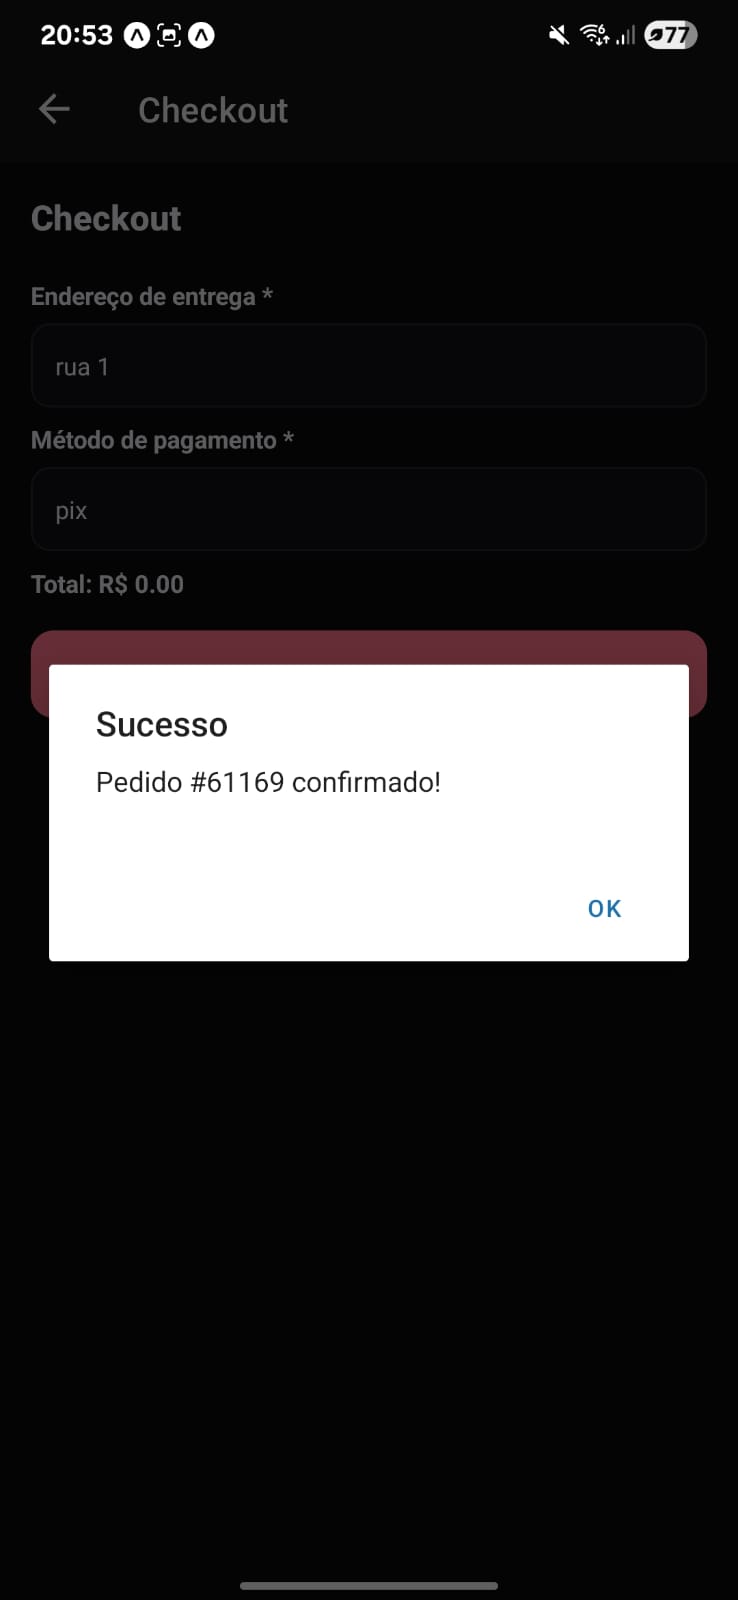 20:53
6
77
Checkout
Checkout
Endereço de entrega *
rua 1
Método de pagamento *
pix
Total: R$ 0.00
Sucesso
Pedido #61169 confirmado!
OK